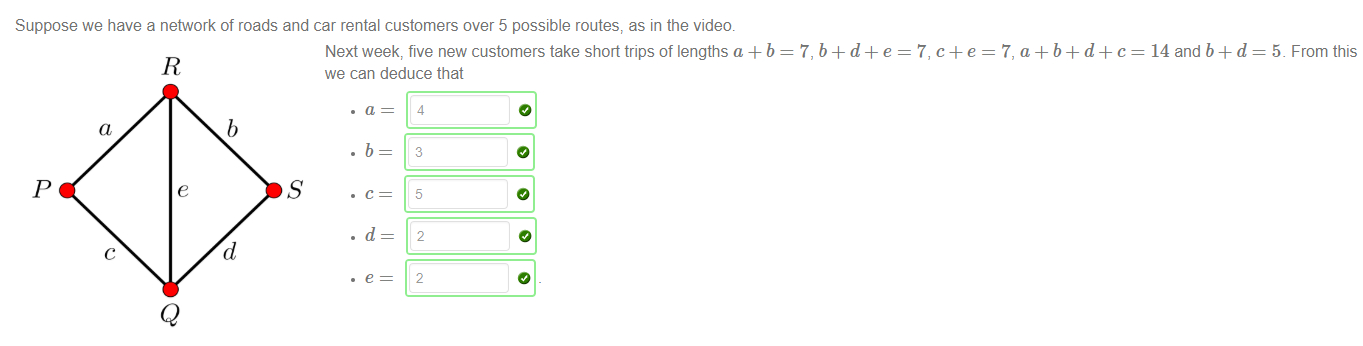 Suppose we have a network of roads and car rental customers over 5 possible routes, as in the video.
Next week, five new customers take short trips of lengths a + b = 7, b + d + e = 7, c + e = 7, a + b + d + c = 14 and b + d = 5. From this
we can deduce that
R
• a = 4
a
b
• b = 3
P
e
S
• c = 5
• d = 2
c
d
• e = 2.
Q